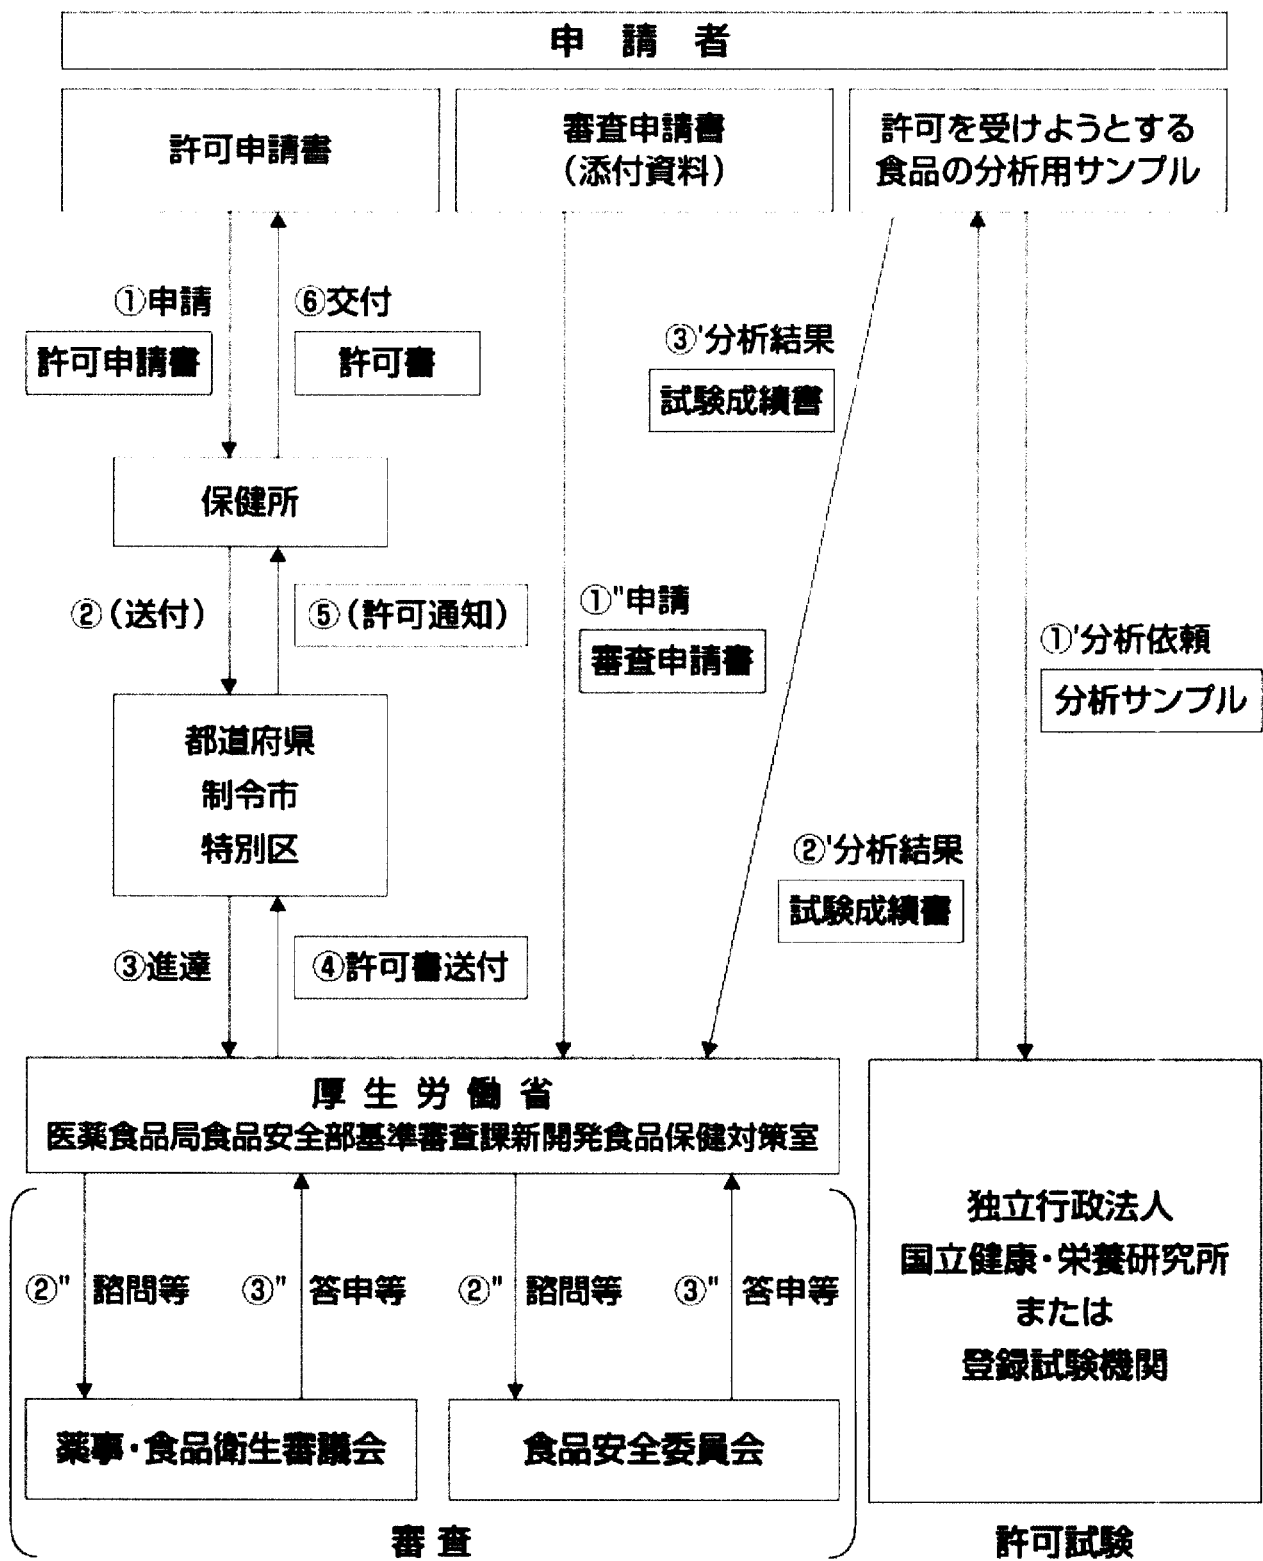 申請者
許可申請書
審査申請書
（添付資料）
許可を受けようとする
食品の分析用サンプル
①申請
許可申請書
⑥交付
許可書
③'分析結果
試験成績書
保健所
②（送付）
⑤（許可通知）
①"申請
審査申請書
①'分析依頼
分析サンプル
都道府県
制令市
特別区
②'分析結果
試験成績書
③進達
④許可書送付
厚生労働省
医薬食品局食品安全部基準審査課新開発食品保健対策室
独立行政法人
国立健康・栄養研究所
または
登録試験機関
②" 諮問等
③" 答申等
②" 諮問等
③" 答申等
薬事・食品衛生審議会
食品安全委員会
審査
許可試験